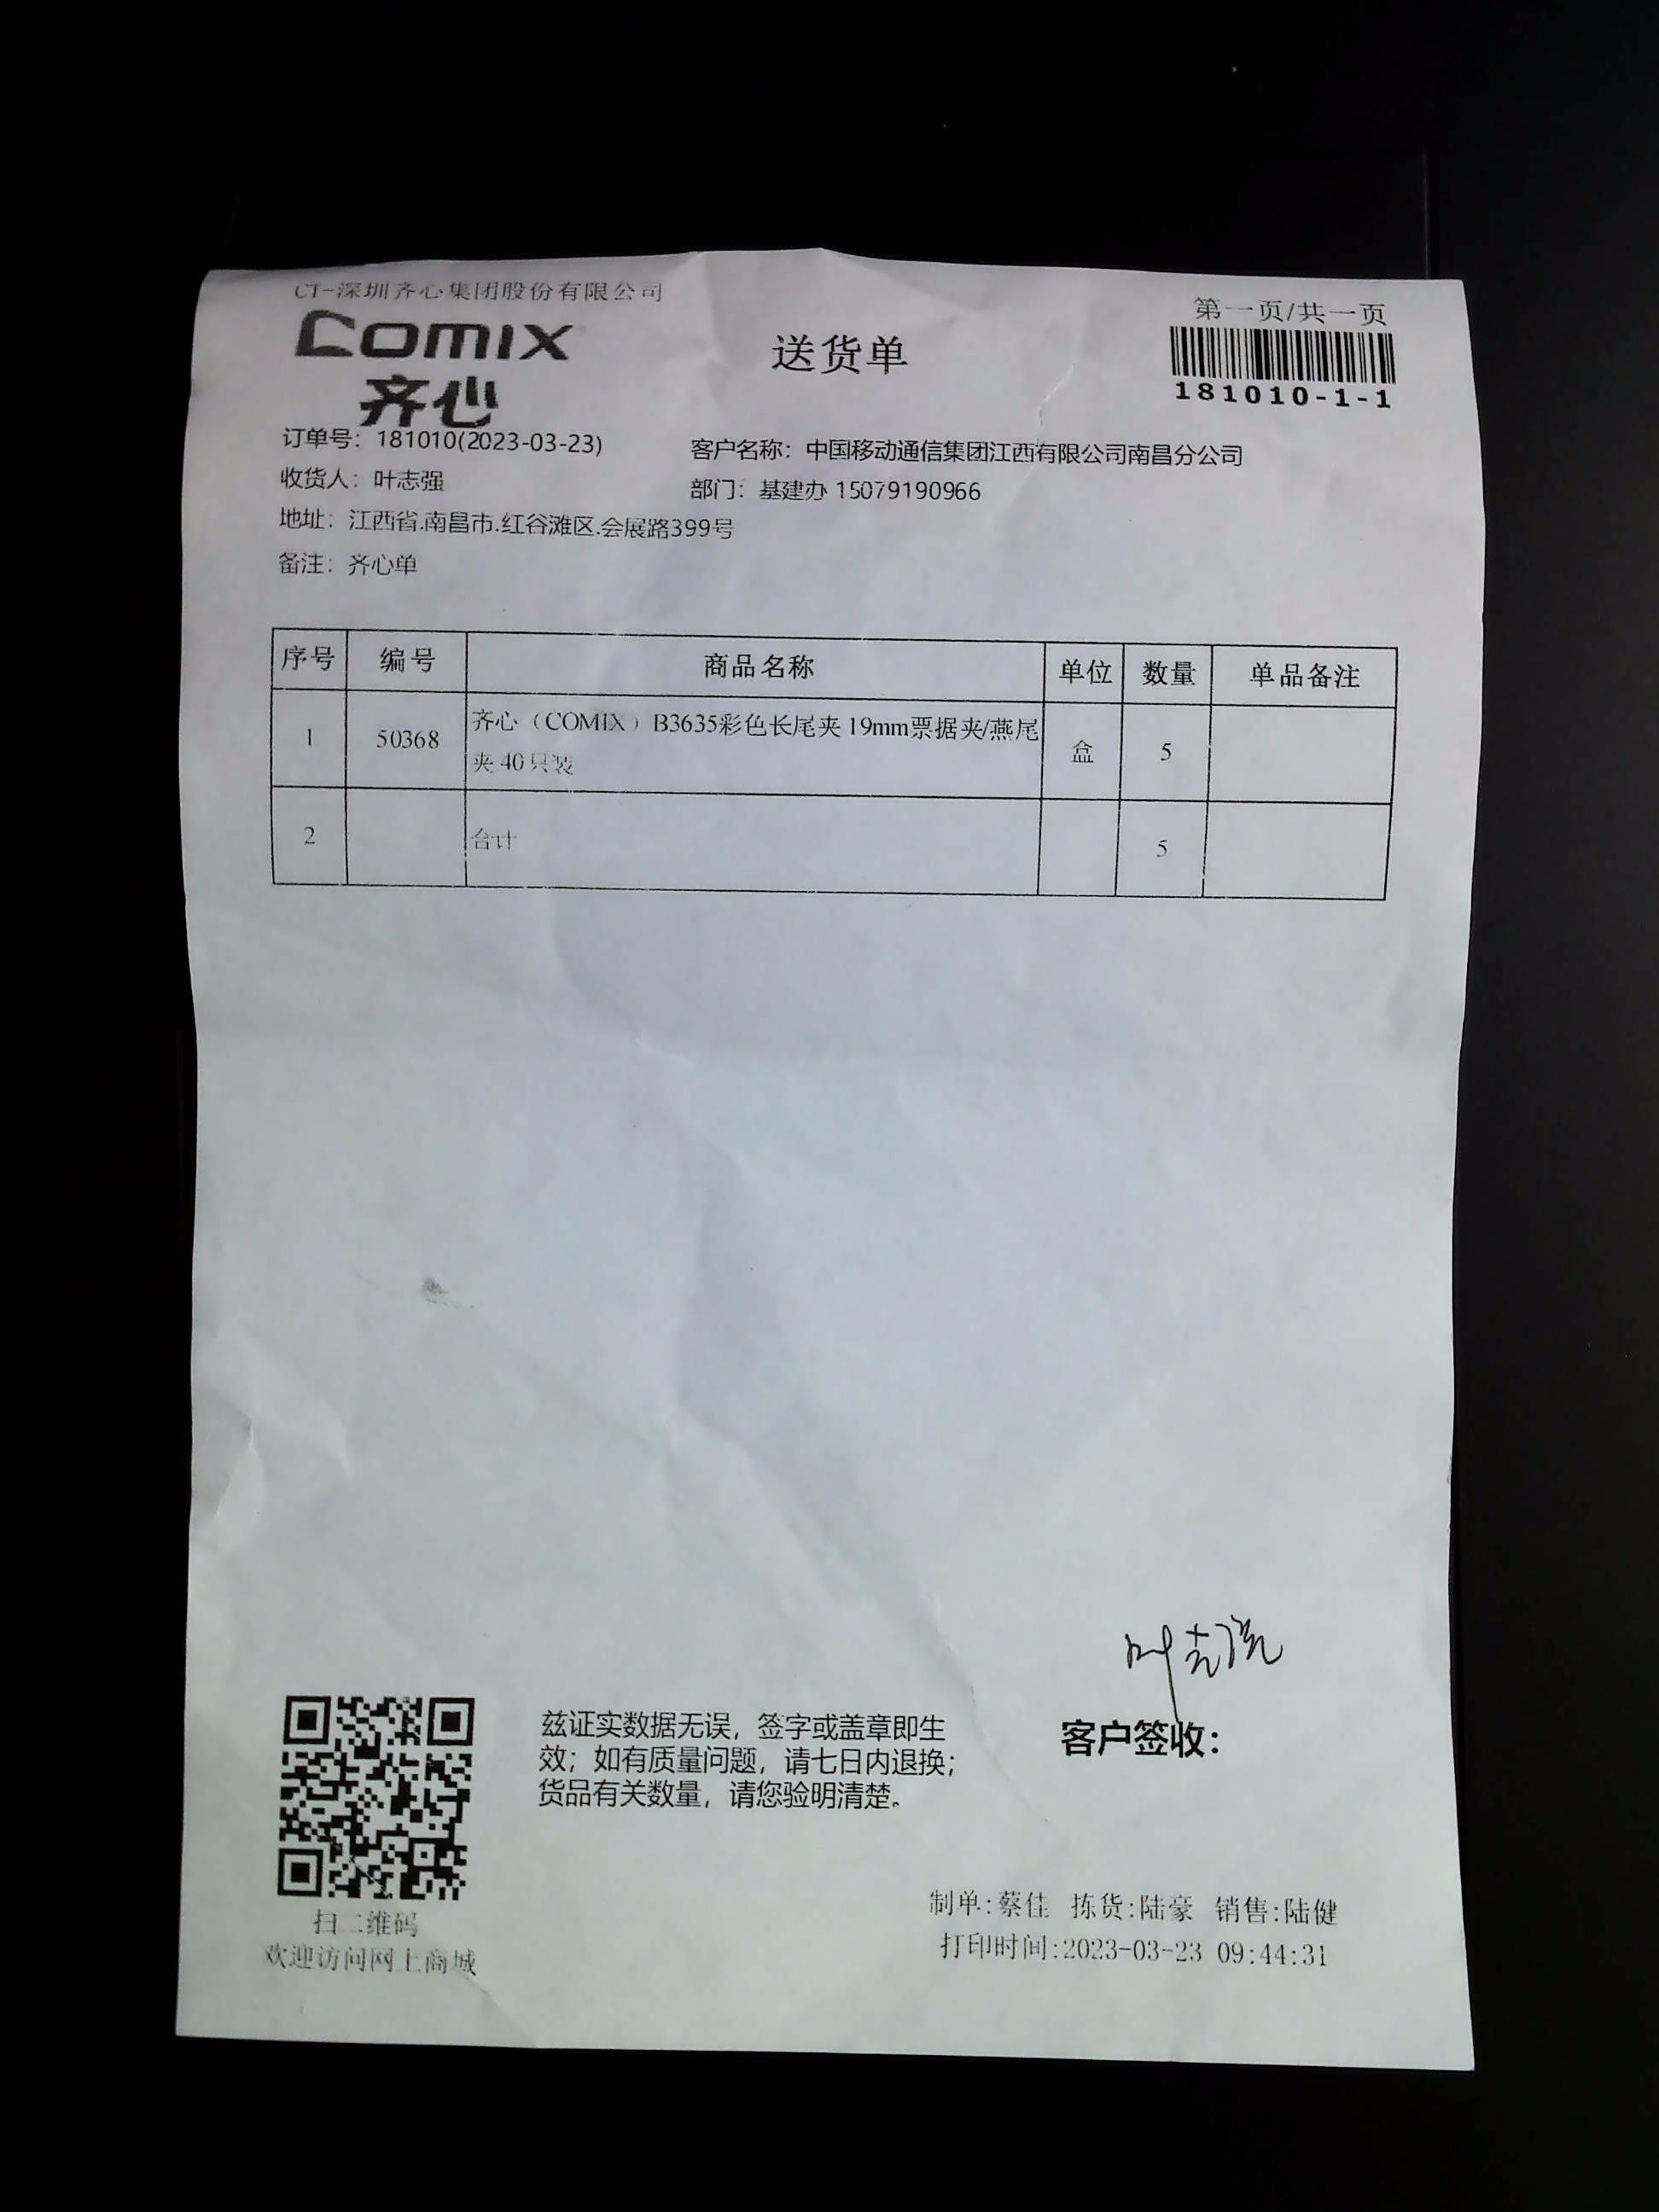 CT-深圳齐心集团股份有限公司
第一页/共一页
COMIX
齐心
送货单
181010-1-1
订单号：181010(2023-03-23)
客户名称：中国移动通信集团江西有限公司南昌分公司
收货人：叶志强
部门：基建办 15079190966
地址：江西省.南昌市.红谷滩区.会展路399号
备注：齐心单
序号 编号 商品名称 单位 数量 单品备注
1 50368 齐心（COMIX）B3635彩色长尾夹 19mm票据夹/燕尾
夹 40只装 盒 5
2 合计 5
叶志强
客户签收：
兹证实数据无误，签字或盖章即生
效；如有质量问题，请七日内退换；
货品有关数量，请您验明清楚。
扫二维码
欢迎访问网上商城
制单:蔡佳 拣货:陆豪 销售:陆健
打印时间:2023-03-23 09:44:31